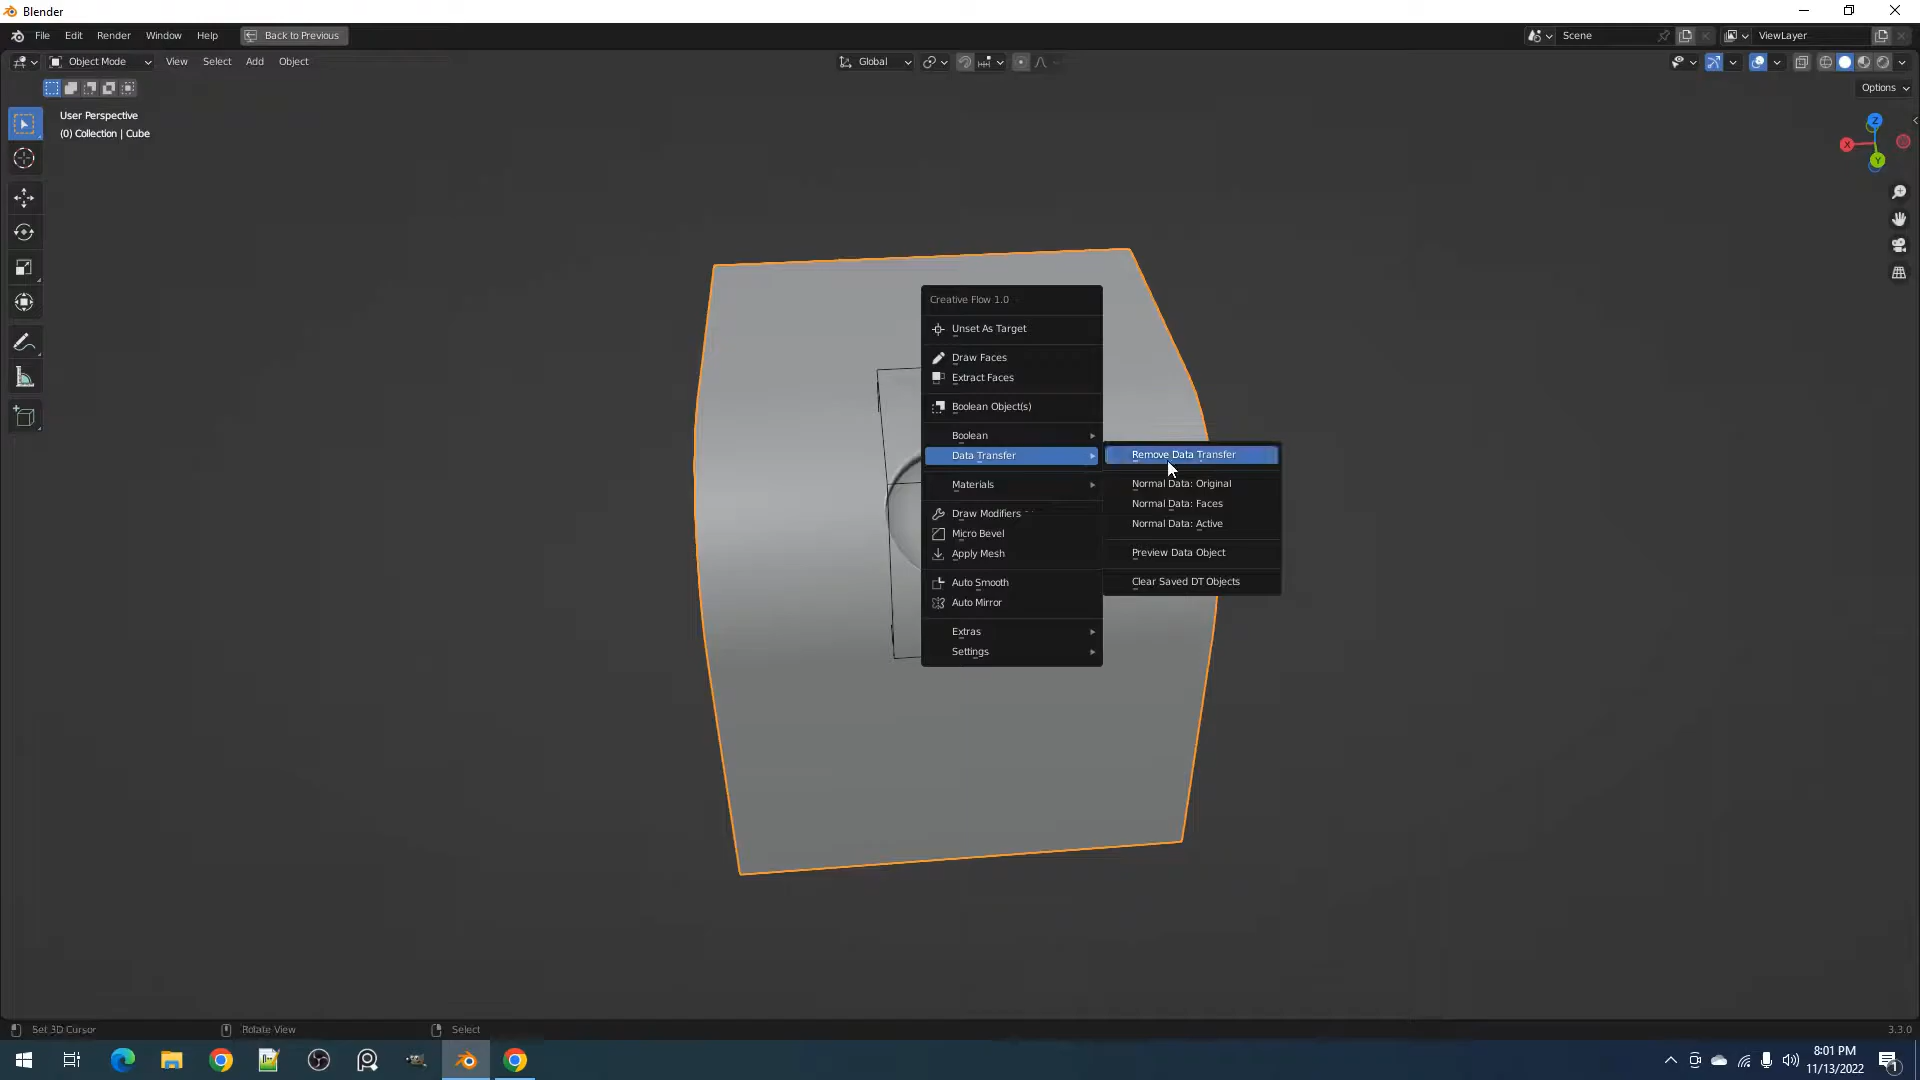 Blender
File Edit Render Window Help Back to Previous Scene ViewLayer
Object Mode View Select Add Object Global
Options
User Perspective
(0) Collection | Cube
Z
X
Y
Creative Flow 1.0
Unset As Target
Draw Faces
Extract Faces
Boolean Object(s)
Boolean
Data Transfer
Materials
Draw Modifiers
Micro Bevel
Apply Mesh
Auto Smooth
Auto Mirror
Extras
Settings
Remove Data Transfer
Normal Data: Original
Normal Data: Faces
Normal Data: Active
Preview Data Object
Clear Saved DT Objects
Set 3D Cursor Rotate View Select 3.3.0
8:01 PM
11/13/2022
1